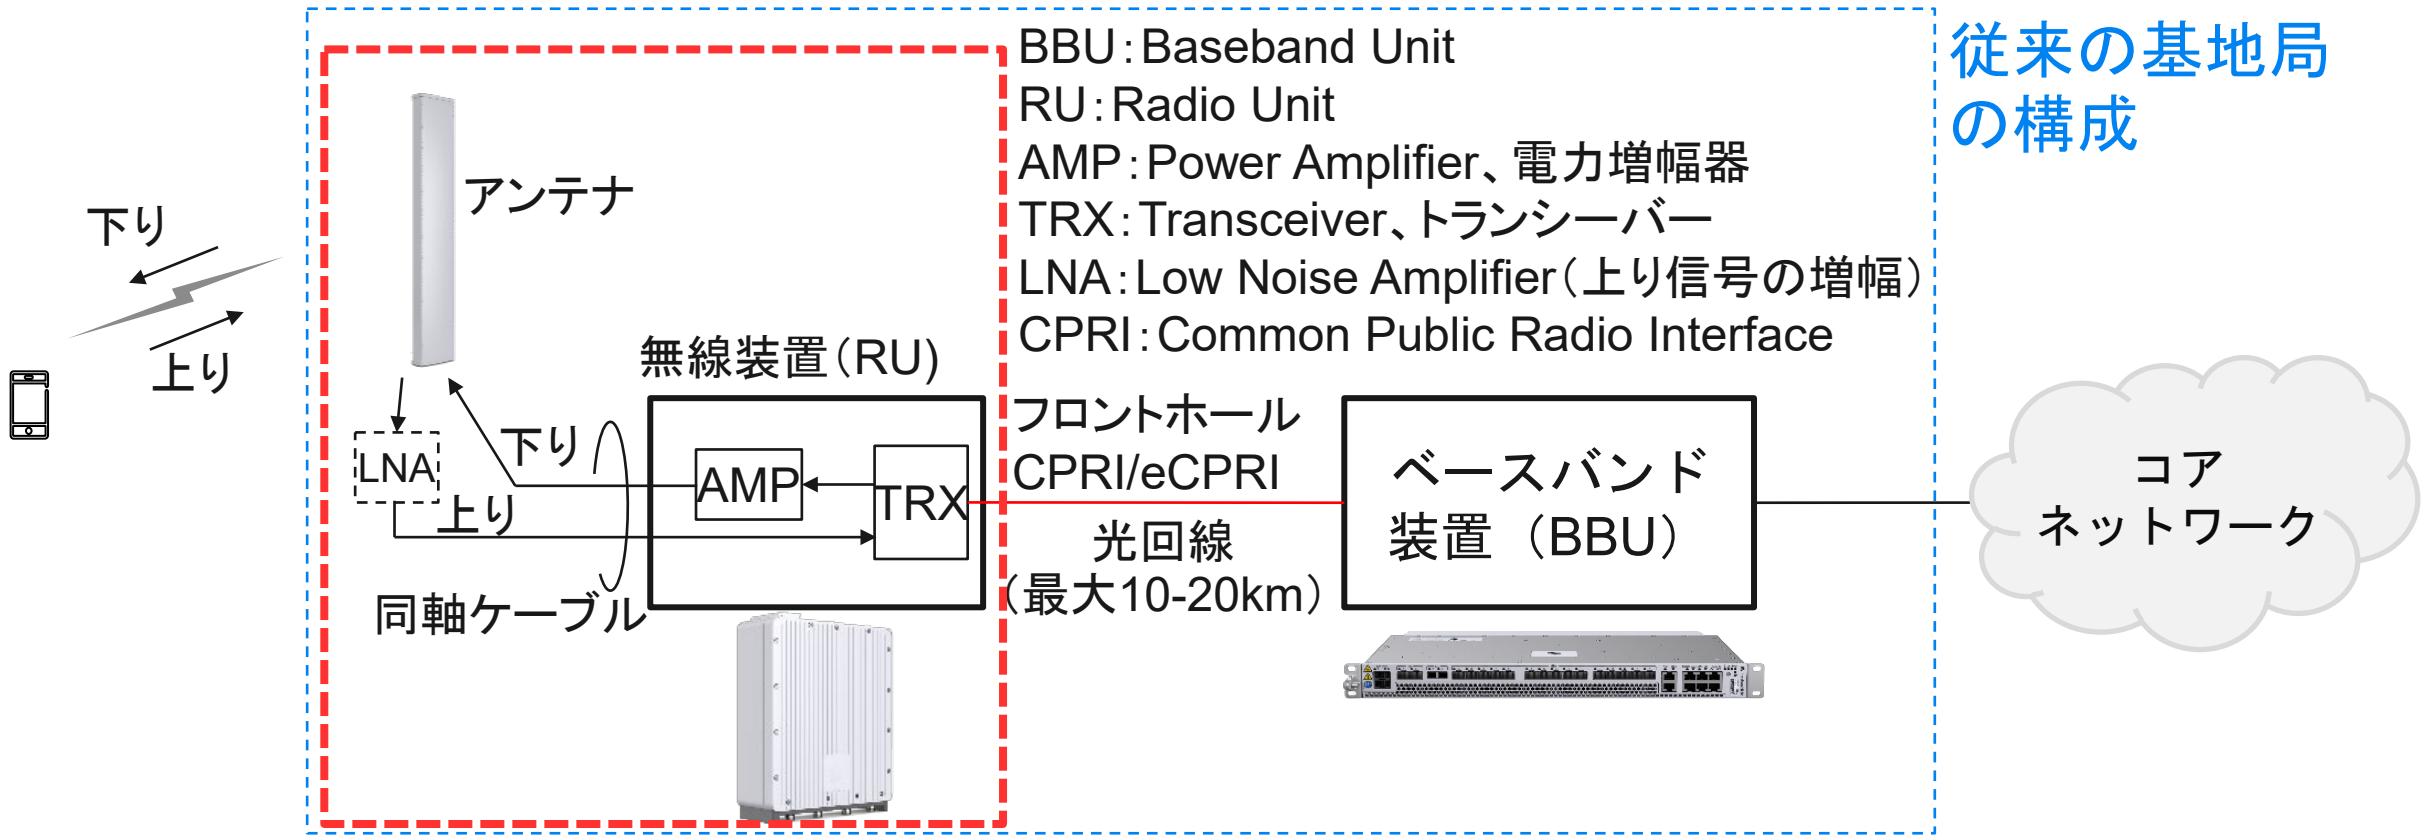 従来の基地局
の構成
BBU：Baseband Unit
RU：Radio Unit
AMP：Power Amplifier、電力増幅器
TRX：Transceiver、トランシーバー
LNA：Low Noise Amplifier（上り信号の増幅）
CPRI：Common Public Radio Interface
アンテナ
下り
上り
無線装置（RU)
LNA
下り
上り
AMP
TRX
同軸ケーブル
フロントホール
CPRI/eCPRI
光回線
（最大10-20km）
ベースバンド
装置（BBU）
コア
ネットワーク